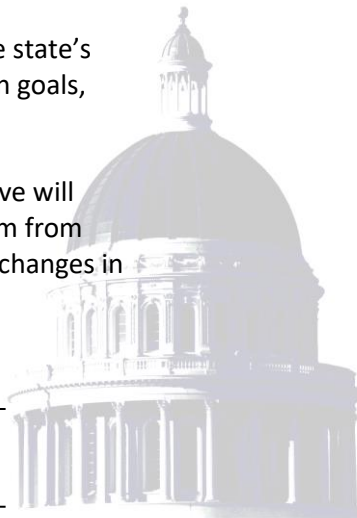 e state’s
n goals,
ve will
m from
changes in